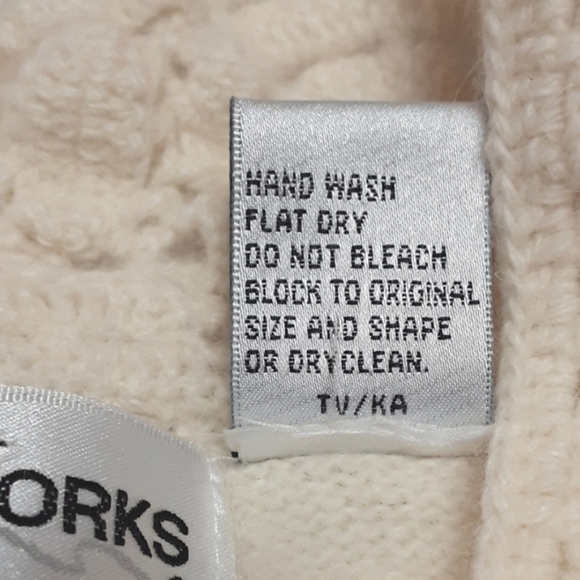 HAND WASH
FLAT DRY
DO NOT BLEACH
BLOCK TO ORIGINAL
SIZE AND SHAPE
OR DRYCLEAN.
TV/KA
ORKS